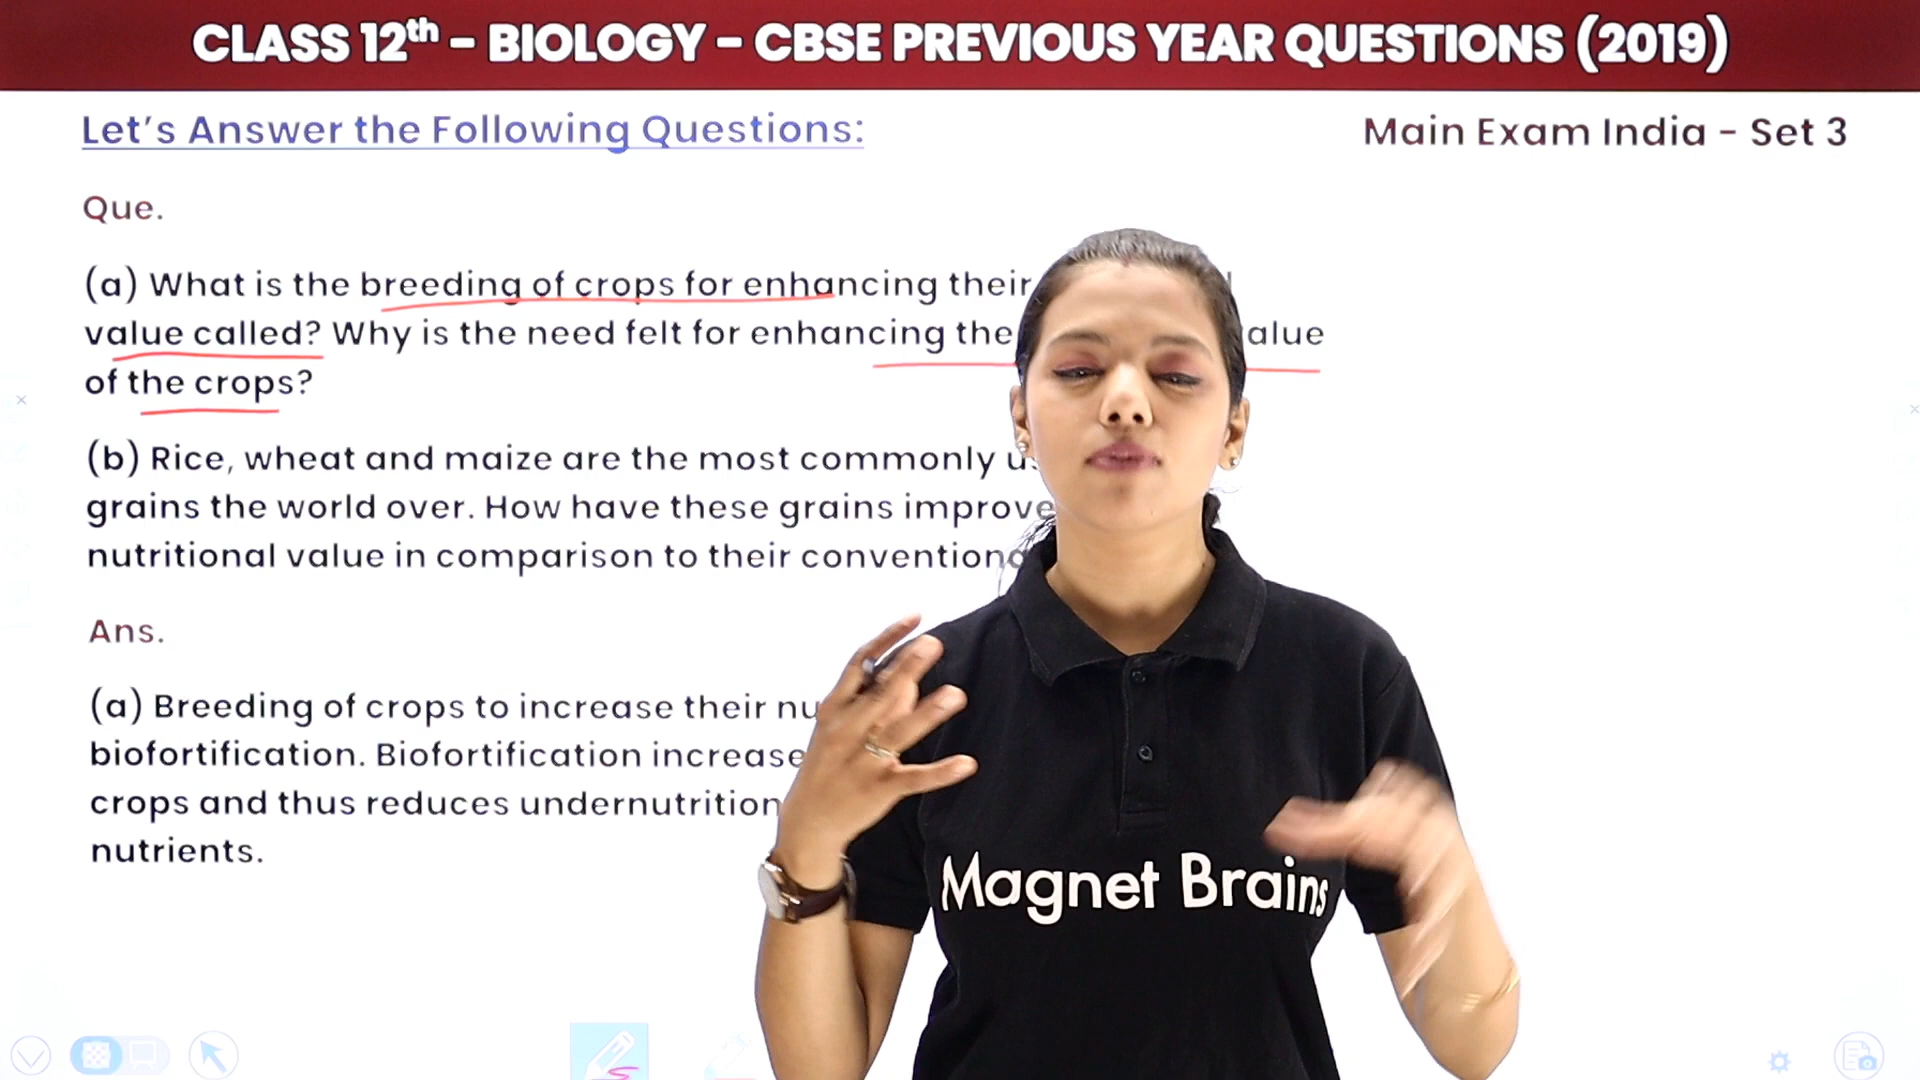 CLASS 12th - BIOLOGY - CBSE PREVIOUS YEAR QUESTIONS (2019)
Let's Answer the Following Questions:
Main Exam India - Set 3
Que.
(a) What is the breeding of crops for enhancing their
value called? Why is the need felt for enhancing the alue
of the crops?
(b) Rice, wheat and maize are the most commonly
grains the world over. How have these grains improve
nutritional value in comparison to their convention
Ans.
(a) Breeding of crops to increase their nu
biofortification. Biofortification increase
crops and thus reduces undernutrition
nutrients.
Magnet Brains